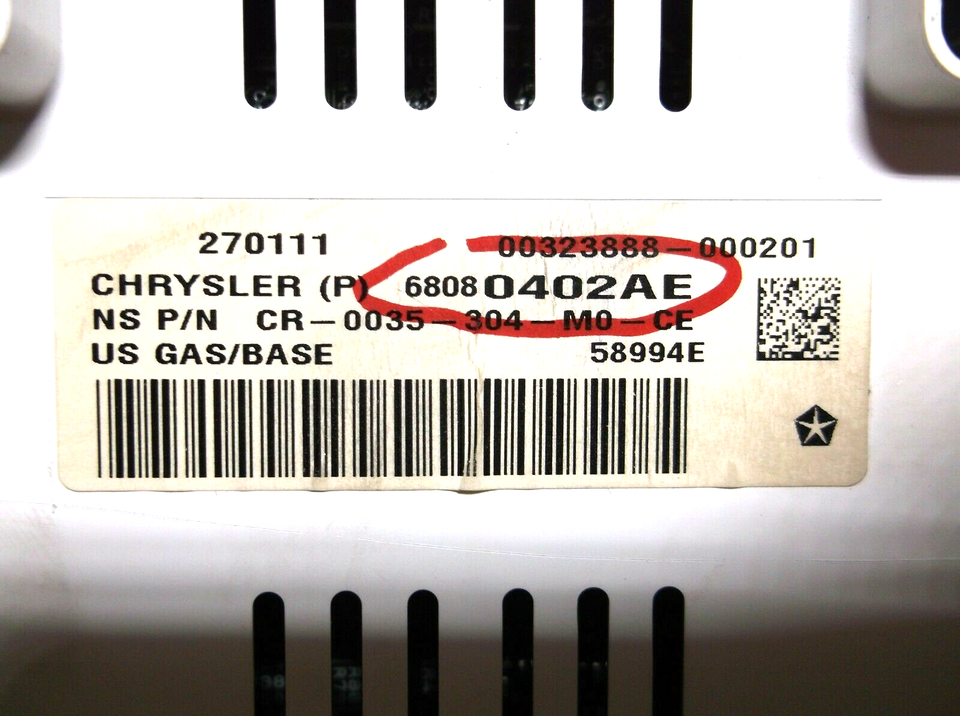 270111 00323888-000201
CHRYSLER (P) 68080402AE
NS P/N CR-0035-304-M0-CE
US GAS/BASE 58994E